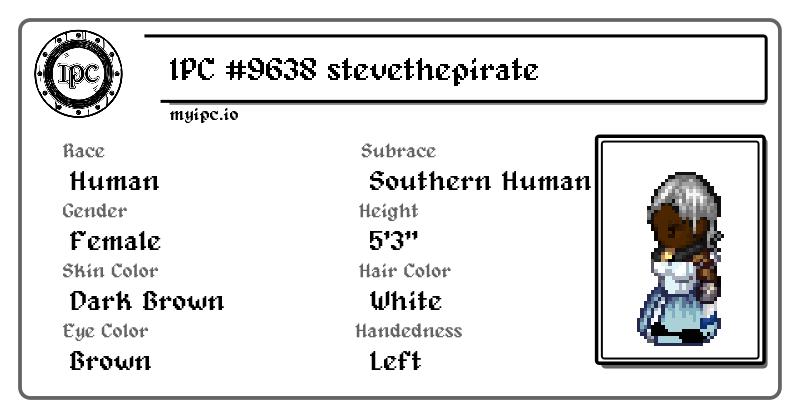 IPC
IPC #9638 stevethepirate
myipc.io
Race
Subrace
Human
Southern Human
Gender
Height
Female
5'3"
Skin Color
Hair Color
Dark Brown
White
Eye Color
Handedness
Brown
Left